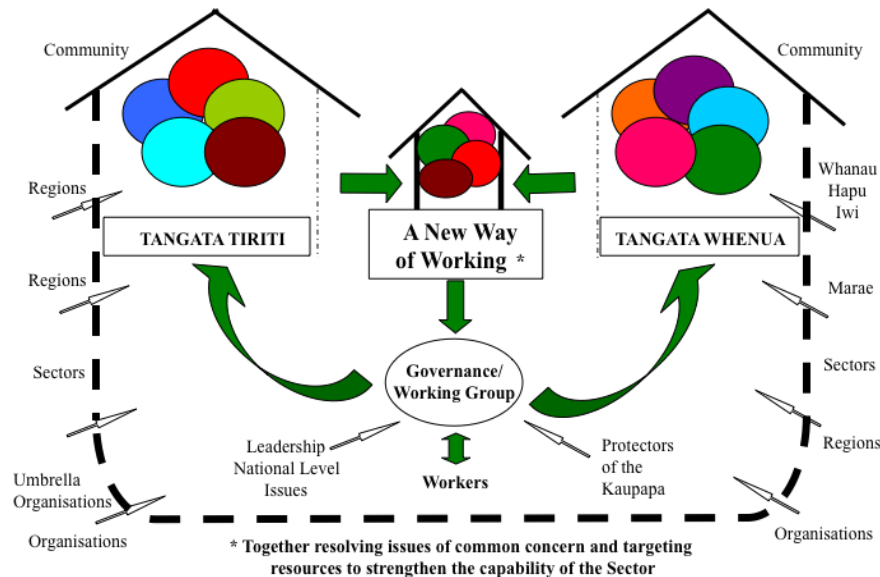 Community
Community
Regions
Whanau
Hapu
Iwi
TANGATA TIRITI
A New Way
of Working *
TANGATA WHENUA
Regions
Marae
Sectors
Governance/
Working Group
Sectors
Leadership
National Level
Issues
Workers
Protectors
of the
Kaupapa
Regions
Umbrella
Organisations
Organisations
Organisations
* Together resolving issues of common concern and targeting
resources to strengthen the capability of the Sector